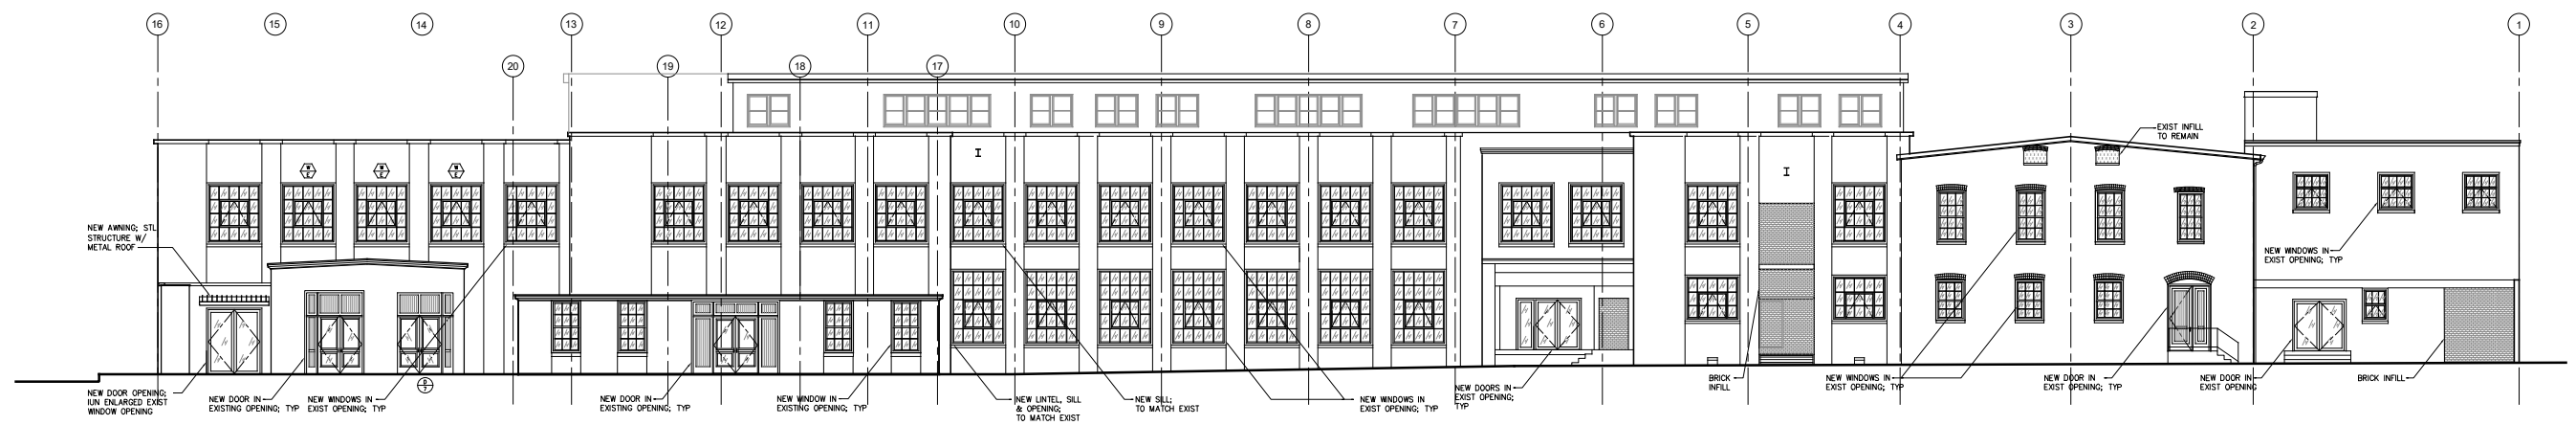 16
15
14
13
12
11
10
9
8
7
6
5
4
3
2
1
20
19
18
17
EXIST INFILL
TO REMAIN
I
I
NEW AWNING; STL
STRUCTURE W/
METAL ROOF
NEW WINDOWS IN
EXIST OPENING; TYP
NEW DOOR OPENING;
IUN ENLARGED EXIST
WINDOW OPENING
NEW DOOR IN
EXISTING OPENING; TYP
NEW WINDOWS IN
EXIST OPENING; TYP
NEW DOOR IN
EXISTING OPENING; TYP
NEW WINDOW IN
EXISTING OPENING; TYP
NEW LINTEL, SILL
& OPENING;
TO MATCH EXIST
NEW SILL;
TO MATCH EXIST
NEW WINDOWS IN
EXIST OPENING; TYP
NEW DOORS IN
EXIST OPENING;
TYP
BRICK
INFILL
NEW WINDOWS IN
EXIST OPENING; TYP
NEW DOOR IN
EXIST OPENING; TYP
NEW DOOR IN
EXIST OPENING
BRICK INFILL